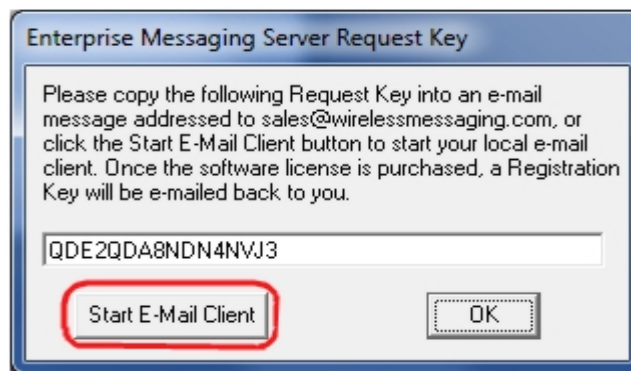 Enterprise Messaging Server Request Key
Please copy the following Request Key into an e-mail
message addressed to sales@wirelessmessaging.com, or
click the Start E-Mail Client button to start your local e-mail
client. Once the software license is purchased, a Registration
Key will be e-mailed back to you.
QDE2QDA8NDN4NVJ3
Start E-Mail Client
OK